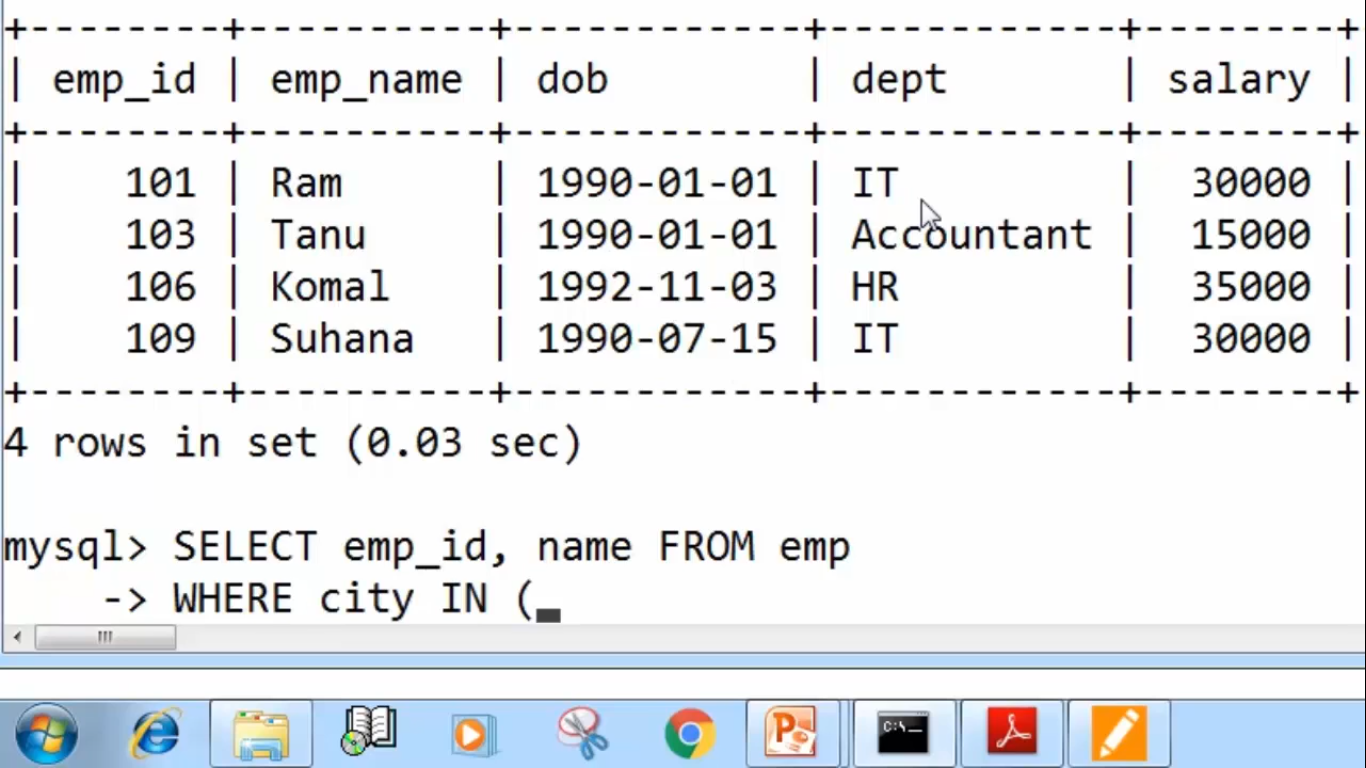 +--------+----------+------------+------------+--------+
| emp_id | emp_name | dob        | dept       | salary |
+--------+----------+------------+------------+--------+
|    101 | Ram      | 1990-01-01 | IT         |  30000 |
|    103 | Tanu     | 1990-01-01 | Accountant |  15000 |
|    106 | Komal    | 1992-11-03 | HR         |  35000 |
|    109 | Suhana   | 1990-07-15 | IT         |  30000 |
+--------+----------+------------+------------+--------+
4 rows in set (0.03 sec)
mysql> SELECT emp_id, name FROM emp
    -> WHERE city IN (_
C:\